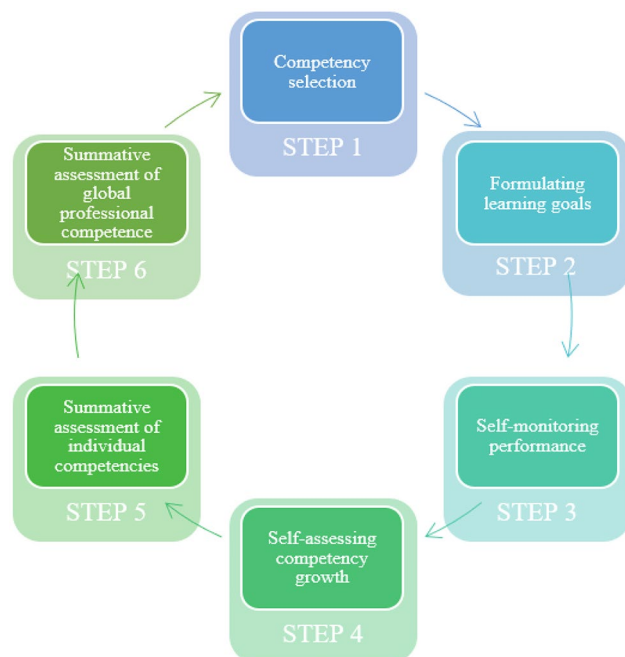 Competency
selection
STEP 1
Formulating
learning goals
STEP 2
Self-monitoring
performance
STEP 3
Self-assessing
competency
growth
STEP 4
Summative
assessment of
individual
competencies
STEP 5
Summative
assessment of
global
professional
competence
STEP 6